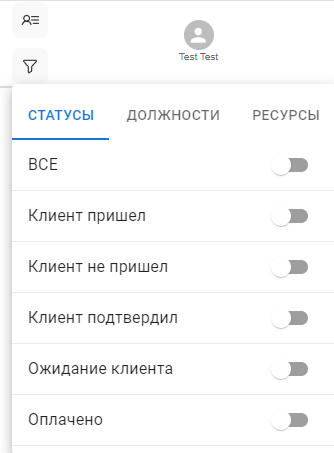 Test Test
СТАТУСЫ ДОЛЖНОСТИ РЕСУРСЫ
ВСЕ
Клиент пришел
Клиент не пришел
Клиент подтвердил
Ожидание клиента
Оплачено